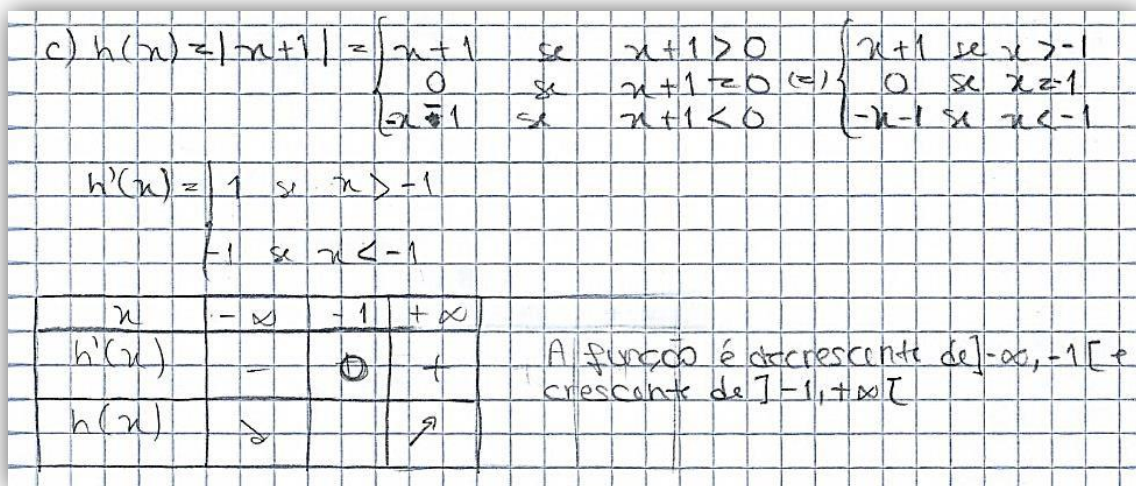 c) h(x) = |x+1| = { x+1 se x+1 > 0 { x+1 se x > -1
0 se x+1 = 0 (=) 0 se x = -1
-x-1 se x+1 < 0 -x-1 se x < -1
h'(x) = { 1 se x > -1
-1 se x < -1
x -∞ -1 +∞
h'(x) - 0 +
h(x) ↘ ↗
A função é decrescente de ]-∞, -1[ e
crescente de ]-1, +∞[